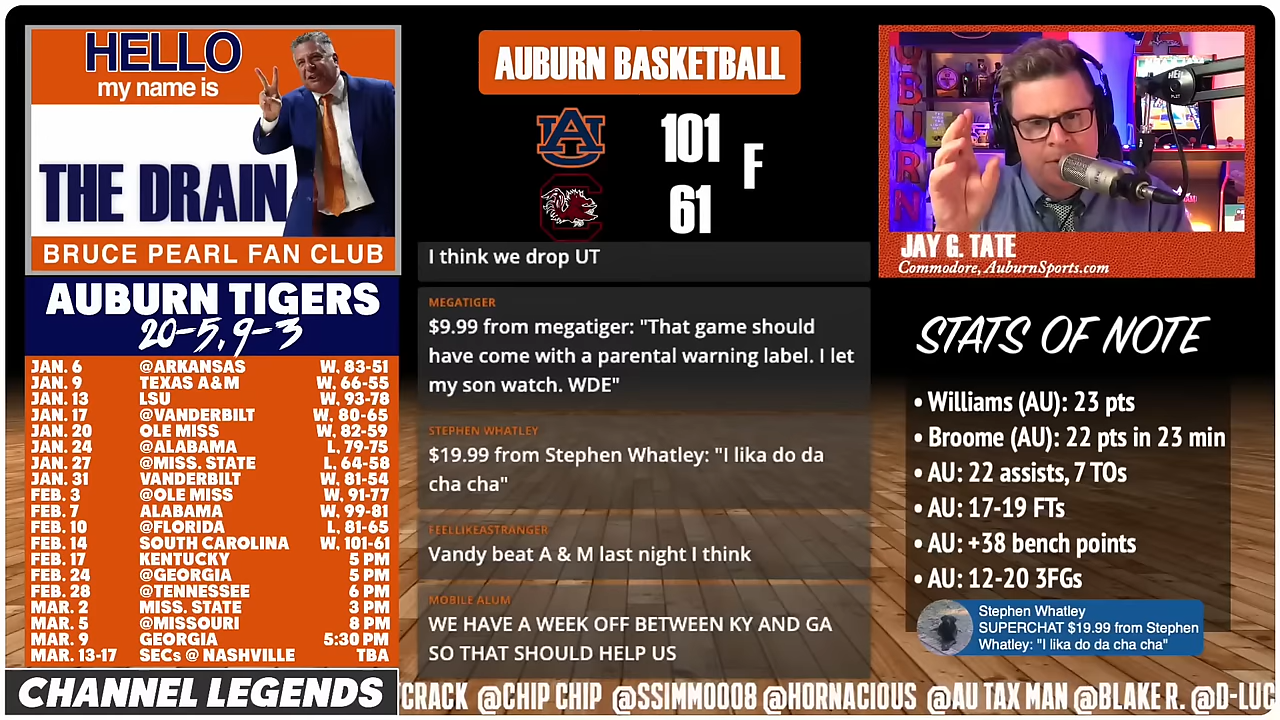 HELLO
my name is
THE DRAIN
BRUCE PEARL FAN CLUB
AUBURN TIGERS
20-5, 9-3
JAN. 6 @ARKANSAS W, 83-51
JAN. 9 TEXAS A&M W, 66-55
JAN. 13 LSU W, 93-78
JAN. 17 @VANDERBILT W, 80-65
JAN. 20 OLE MISS W, 82-59
JAN. 24 @ALABAMA L, 79-75
JAN. 27 @MISS. STATE L, 64-58
JAN. 31 VANDERBILT W, 81-54
FEB. 3 @OLE MISS W, 91-77
FEB. 7 ALABAMA W, 99-81
FEB. 10 @FLORIDA L, 81-65
FEB. 14 SOUTH CAROLINA W, 101-61
FEB. 17 KENTUCKY 5 PM
FEB. 24 @GEORGIA 5 PM
FEB. 28 @TENNESSEE 6 PM
MAR. 2 MISS. STATE 3 PM
MAR. 5 @MISSOURI 8 PM
MAR. 9 GEORGIA 5:30 PM
MAR. 13-17 SECs @ NASHVILLE TBA
AUBURN BASKETBALL
AU 101
F
C 61
I think we drop UT
MEGATIGER
$9.99 from megatiger: "That game should
have come with a parental warning label. I let
my son watch. WDE"
STEPHEN WHATLEY
$19.99 from Stephen Whatley: "I lika do da
cha cha"
FEELLIKEASTRANGER
Vandy beat A & M last night I think
MOBILE ALUM
WE HAVE A WEEK OFF BETWEEN KY AND GA
SO THAT SHOULD HELP US
JAY G. TATE
Commodore, AuburnSports.com
STATS OF NOTE
• Williams (AU): 23 pts
• Broome (AU): 22 pts in 23 min
• AU: 22 assists, 7 TOs
• AU: 17-19 FTs
• AU: +38 bench points
• AU: 12-20 3FGs
Stephen Whatley
SUPERCHAT $19.99 from Stephen
Whatley: "I lika do da cha cha"
CHANNEL LEGENDS
CRACK @CHIP CHIP @SSIMMO008 @HORNACIOUS @AU TAX MAN @BLAKE R. @D-LUC